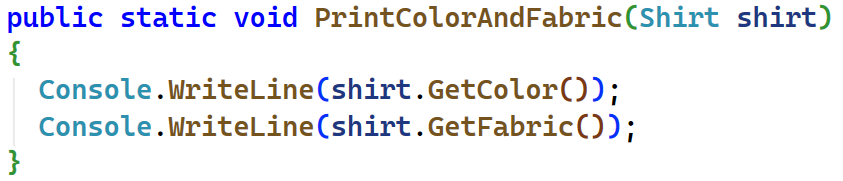 public static void PrintColorAndFabric(Shirt shirt)
{
  Console.WriteLine(shirt.GetColor());
  Console.WriteLine(shirt.GetFabric());
}